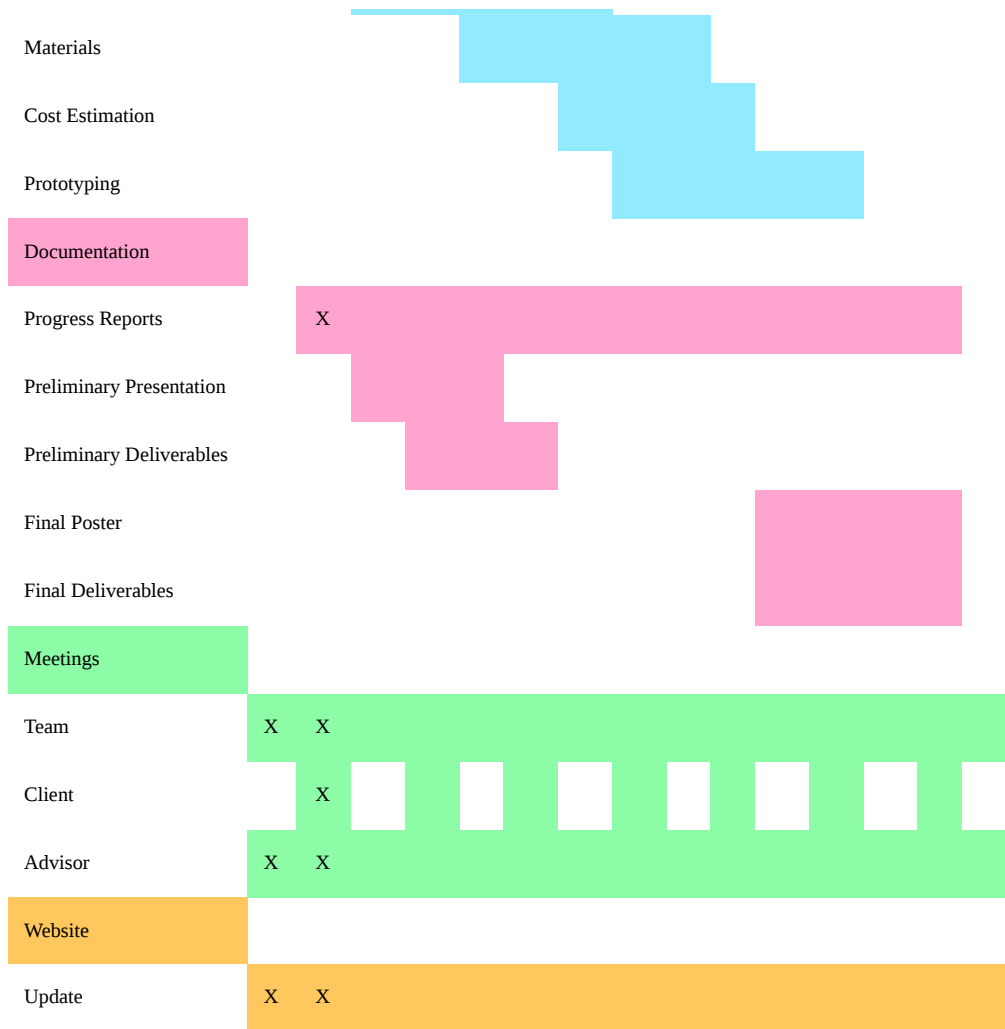 Materials
Cost Estimation
Prototyping
Documentation
Progress Reports X
Preliminary Presentation
Preliminary Deliverables
Final Poster
Final Deliverables
Meetings
Team X X
Client X
Advisor X X
Website
Update X X